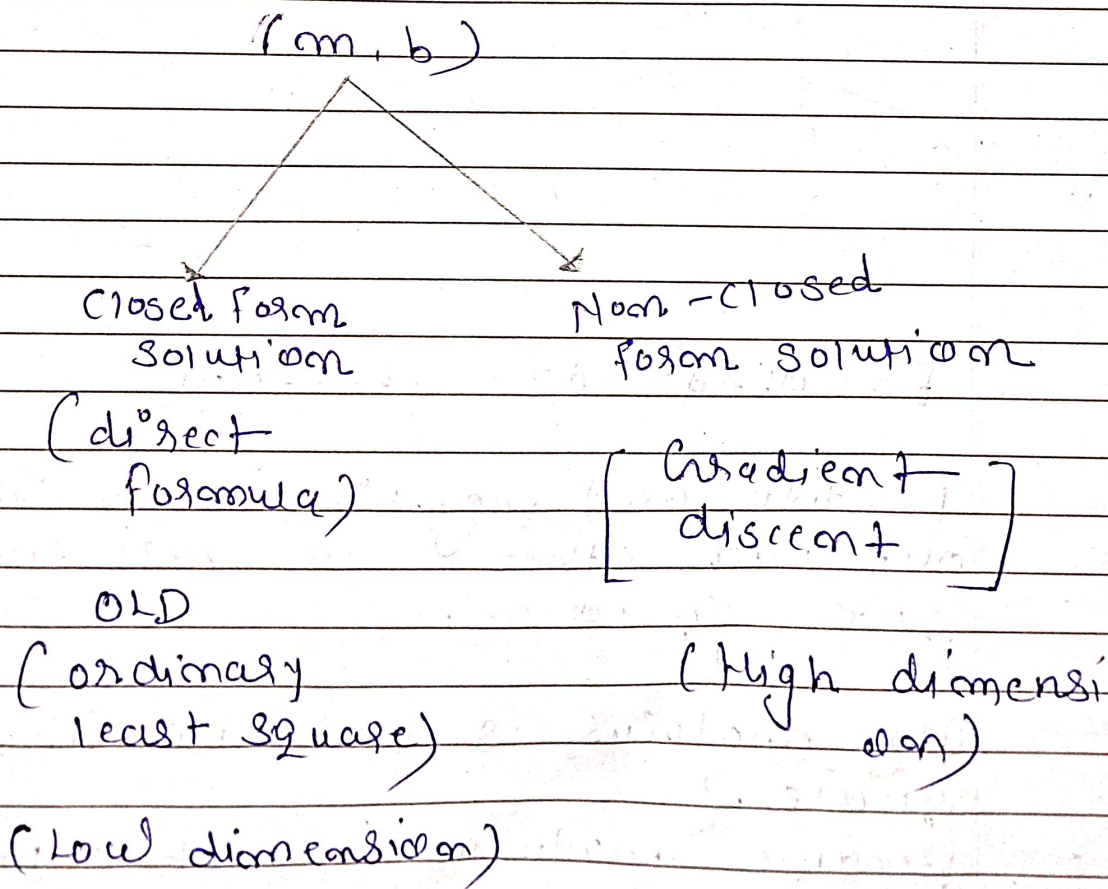 (m, b)
Closed form
solution
(direct
formula)
OLD
(ordinary
least square)
(Low dimension)
Non-closed
form solution
[Gradient
discent]
(High dimensi
on)